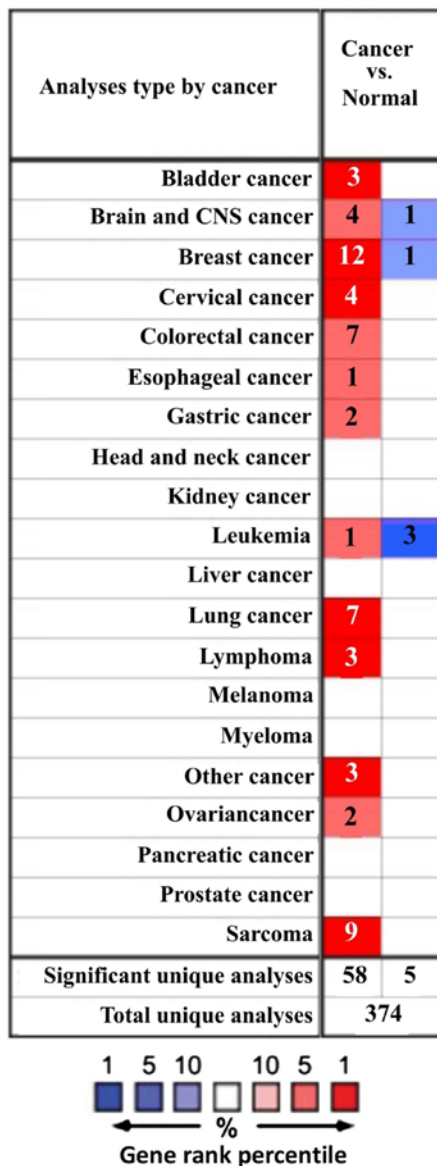 Analyses type by cancer
Cancer
vs.
Normal
Bladder cancer 3
Brain and CNS cancer 4 1
Breast cancer 12 1
Cervical cancer 4
Colorectal cancer 7
Esophageal cancer 1
Gastric cancer 2
Head and neck cancer
Kidney cancer
Leukemia 1 3
Liver cancer
Lung cancer 7
Lymphoma 3
Melanoma
Myeloma
Other cancer 3
Ovariancancer 2
Pancreatic cancer
Prostate cancer
Sarcoma 9
Significant unique analyses 58 5
Total unique analyses 374
1 5 10 10 5 1
%
Gene rank percentile